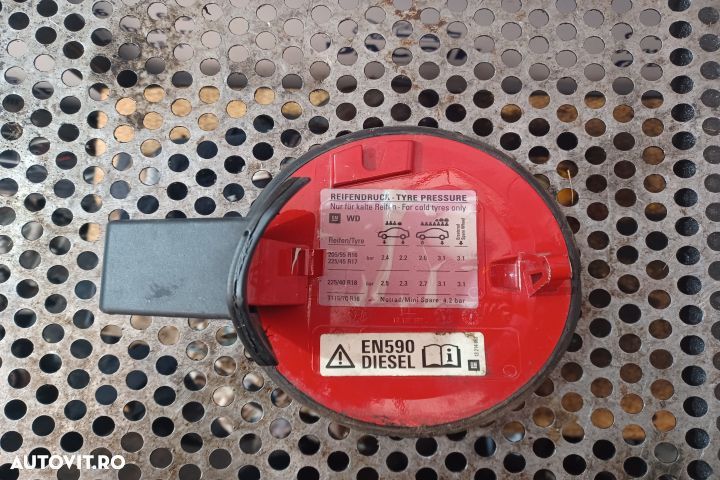 REIFENDRUCK - TYRE PRESSURE
Nur für kalte Reifen - For cold tyres only
GM WD
Reifen/Tyre
205/55 R16 bar 2.4 2.2 2.6 3.1 3.1
225/45 R17
225/40 R18 bar 2.5 2.3 2.7 3.1 3.1
T115/70 R16 Notrad/Mini Spare 4.2 bar
EN590
DIESEL
GM
AUTOVIT.RO